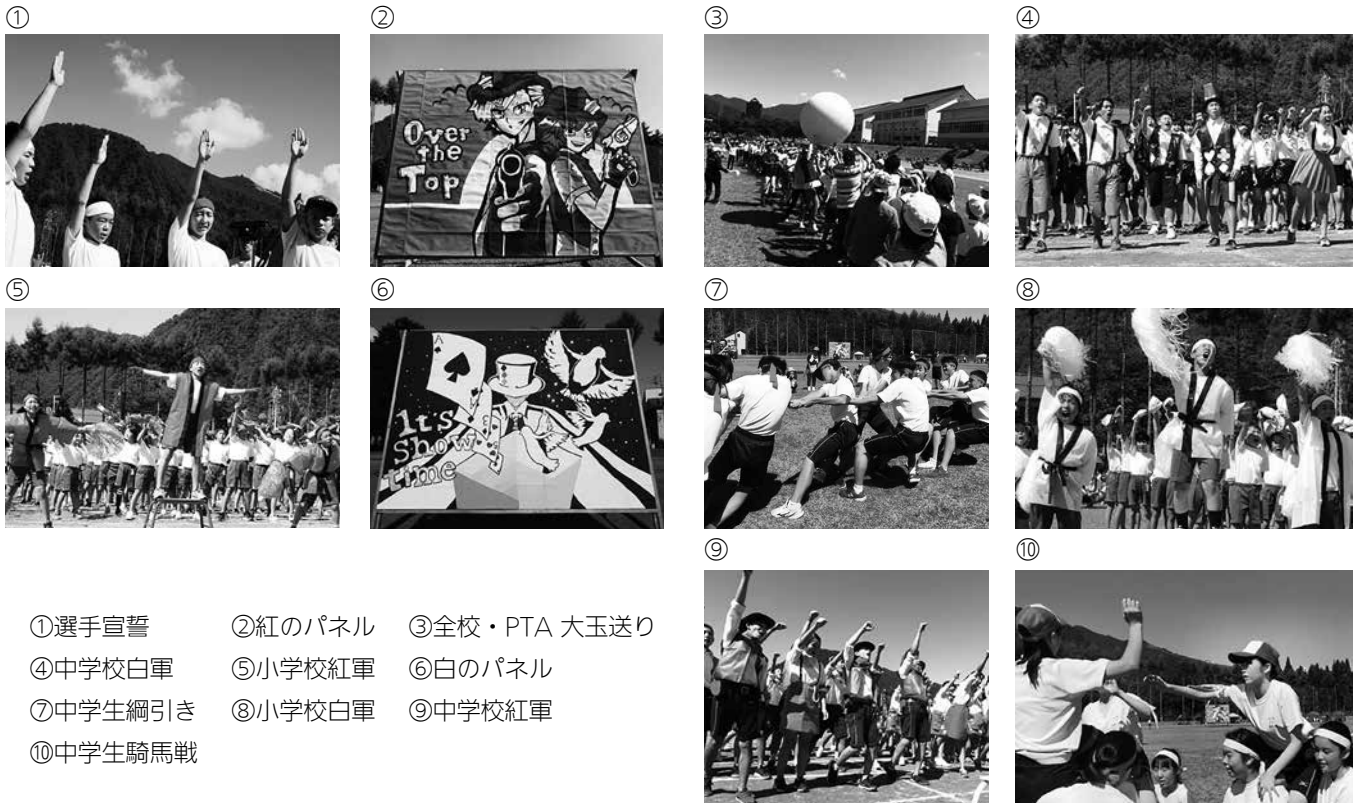 ①
②
③
④
Over
the
Top
⑤
⑥
⑦
⑧
A
It's
Show
time
⑨
⑩
①選手宣誓 ②紅のパネル ③全校・PTA 大玉送り
④中学校白軍 ⑤小学校紅軍 ⑥白のパネル
⑦中学生綱引き ⑧小学校白軍 ⑨中学校紅軍
⑩中学生騎馬戦